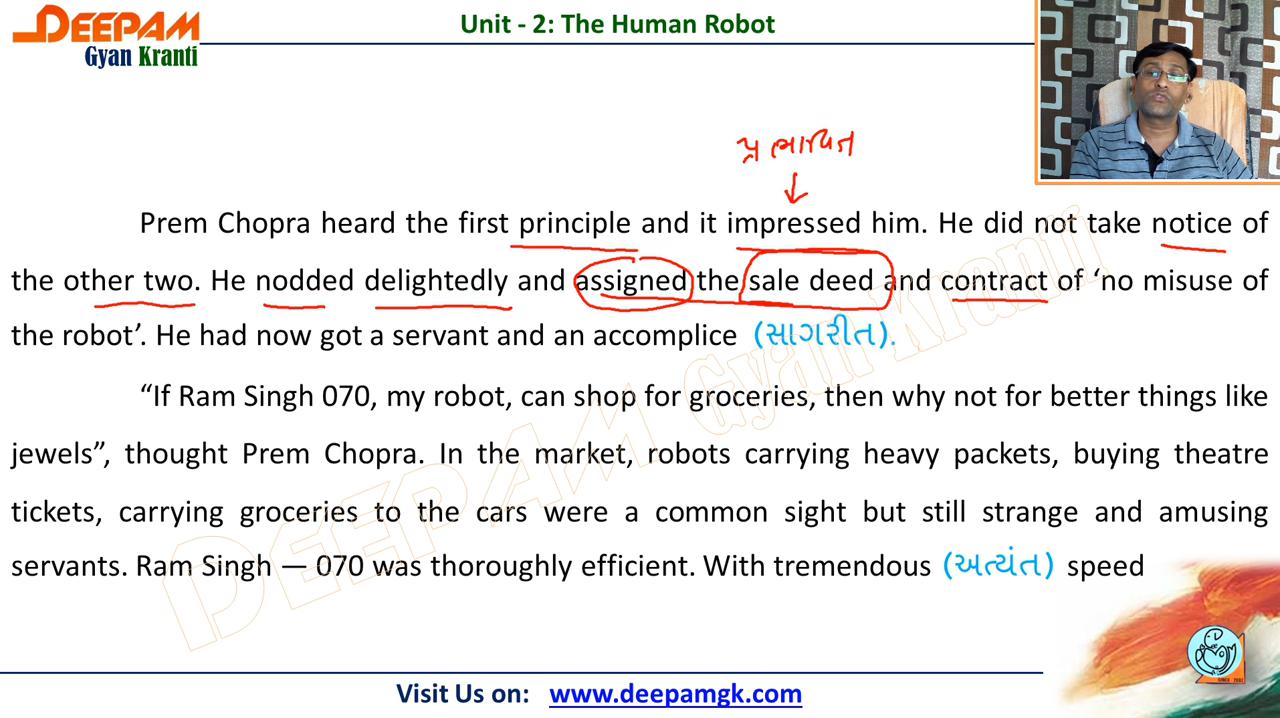 DEEPAM
Gyan Kranti
Unit - 2: The Human Robot
પ્રભાવિત
Prem Chopra heard the first principle and it impressed him. He did not take notice of
the other two. He nodded delightedly and assigned the sale deed and contract of ‘no misuse of
the robot’. He had now got a servant and an accomplice (સાગરીત).
“If Ram Singh 070, my robot, can shop for groceries, then why not for better things like
jewels”, thought Prem Chopra. In the market, robots carrying heavy packets, buying theatre
tickets, carrying groceries to the cars were a common sight but still strange and amusing
servants. Ram Singh — 070 was thoroughly efficient. With tremendous (અત્યંત) speed
DEEPAM Gyan Kranti
SINCE 2002
Visit Us on: www.deepamgk.com